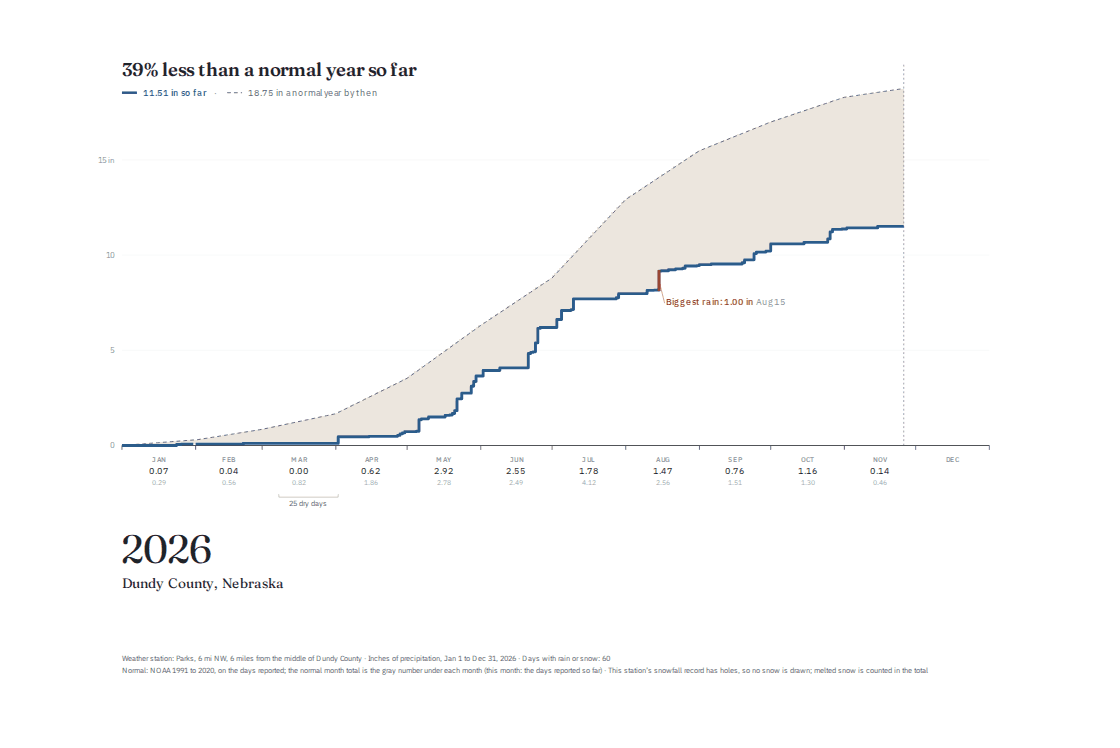 39% less than a normal year so far
11.51 in so far · 18.75 in a normal year by then
15 in
10
5
0
Biggest rain: 1.00 in Aug 15
JAN FEB MAR APR MAY JUN JUL AUG SEP OCT NOV DEC
0.07 0.04 0.00 0.62 2.92 2.55 1.78 1.47 0.76 1.16 0.14
0.29 0.56 0.82 1.86 2.78 2.49 4.12 2.56 1.51 1.30 0.46
25 dry days
2026
Dundy County, Nebraska
Weather station: Parks, 6 mi NW, 6 miles from the middle of Dundy County · Inches of precipitation, Jan 1 to Dec 31, 2026 · Days with rain or snow: 60
Normal: NOAA 1991 to 2020, on the days reported; the normal month total is the gray number under each month (this month: the days reported so far) · This station's snowfall record has holes, so no snow is drawn; melted snow is counted in the total